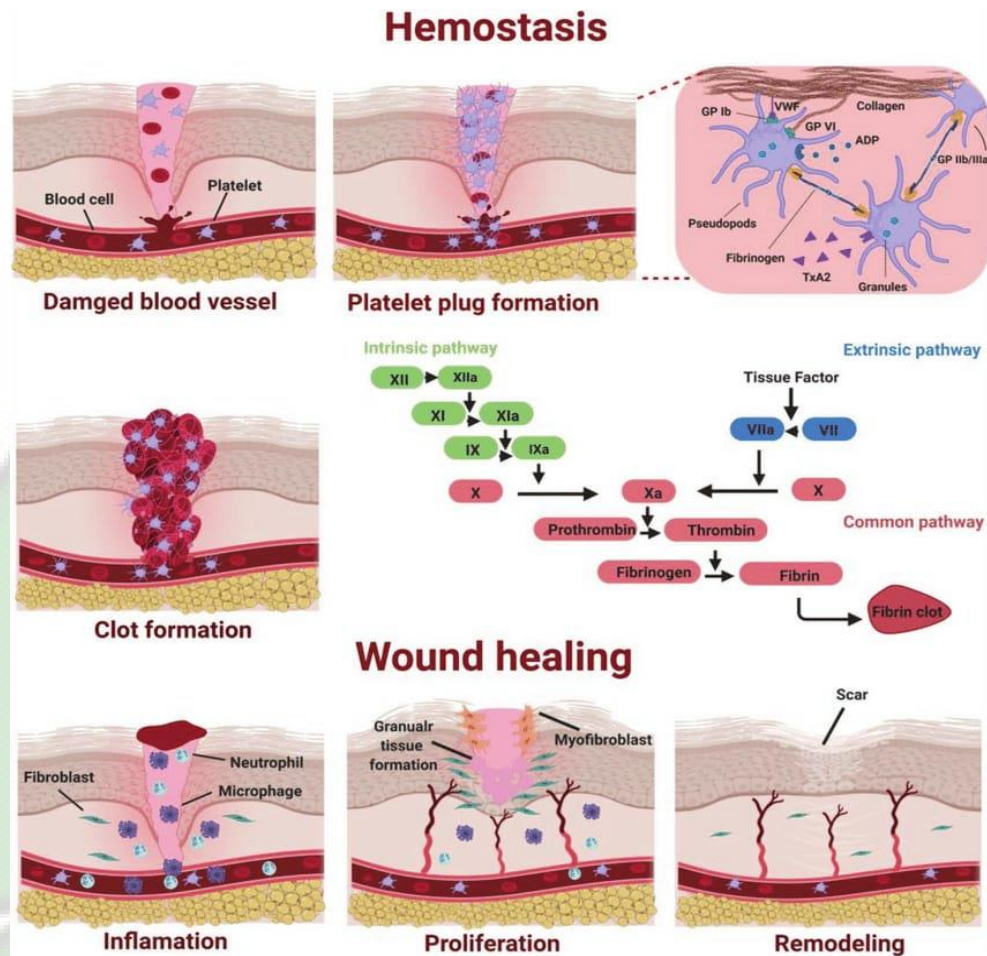 Hemostasis
Blood cell
Platelet
Damged blood vessel
Platelet plug formation
GP Ib
VWF
Collagen
GP VI
ADP
GP IIb/IIIa
Pseudopods
Fibrinogen
TxA2
Granules
Intrinsic pathway
Extrinsic pathway
XII
XIIa
Tissue Factor
XI
XIa
VIIa
VII
IX
IXa
X
Xa
X
Common pathway
Prothrombin
Thrombin
Fibrinogen
Fibrin
Fibrin clot
Clot formation
Wound healing
Fibroblast
Neutrophil
Microphage
Inflamation
Granualr
tissue
formation
Myofibroblast
Proliferation
Scar
Remodeling